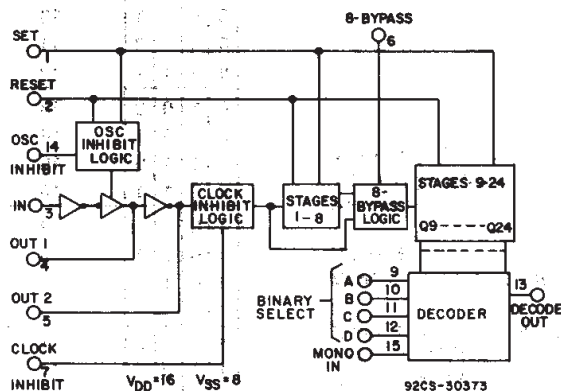 8-BYPASS
6
SET
1
RESET
2
OSC 14
INHIBIT
OSC
INHIBIT
LOGIC
IN
3
CLOCK
INHIBIT
LOGIC
STAGES
1-8
8-
BYPASS
LOGIC
STAGES 9-24
Q9 ---- Q24
OUT 1
4
OUT 2
5
BINARY
SELECT
A 9
B 10
C 11
D 12
MONO 15
IN
DECODER
13
DECODE
OUT
CLOCK
7
INHIBIT
VDD=16 VSS=8
92CS-30373